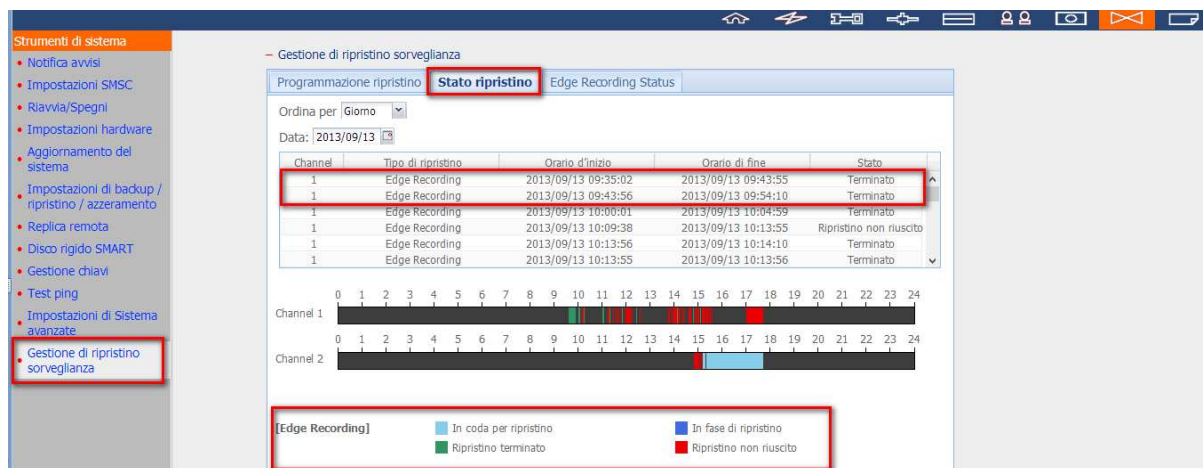 Strumenti di sistema
Notifica avvisi
Impostazioni SMSC
Riavvia/Spegni
Impostazioni hardware
Aggiornamento del
sistema
Impostazioni di backup /
ripristino / azzeramento
Replica remota
Disco rigido SMART
Gestione chiavi
Test ping
Impostazioni di Sistema
avanzate
Gestione di ripristino
sorveglianza
– Gestione di ripristino sorveglianza
Programmazione ripristino Stato ripristino Edge Recording Status
Ordina per Giorno
Data: 2013/09/13
Channel Tipo di ripristino Orario d'inizio Orario di fine Stato
1 Edge Recording 2013/09/13 09:35:02 2013/09/13 09:43:55 Terminato
1 Edge Recording 2013/09/13 09:43:56 2013/09/13 09:54:10 Terminato
1 Edge Recording 2013/09/13 10:00:01 2013/09/13 10:04:59 Terminato
1 Edge Recording 2013/09/13 10:09:38 2013/09/13 10:13:55 Ripristino non riuscito
1 Edge Recording 2013/09/13 10:13:56 2013/09/13 10:14:10 Terminato
1 Edge Recording 2013/09/13 10:13:55 2013/09/13 10:13:56 Terminato
0 1 2 3 4 5 6 7 8 9 10 11 12 13 14 15 16 17 18 19 20 21 22 23 24
Channel 1
0 1 2 3 4 5 6 7 8 9 10 11 12 13 14 15 16 17 18 19 20 21 22 23 24
Channel 2
[Edge Recording] In coda per ripristino In fase di ripristino
Ripristino terminato Ripristino non riuscito